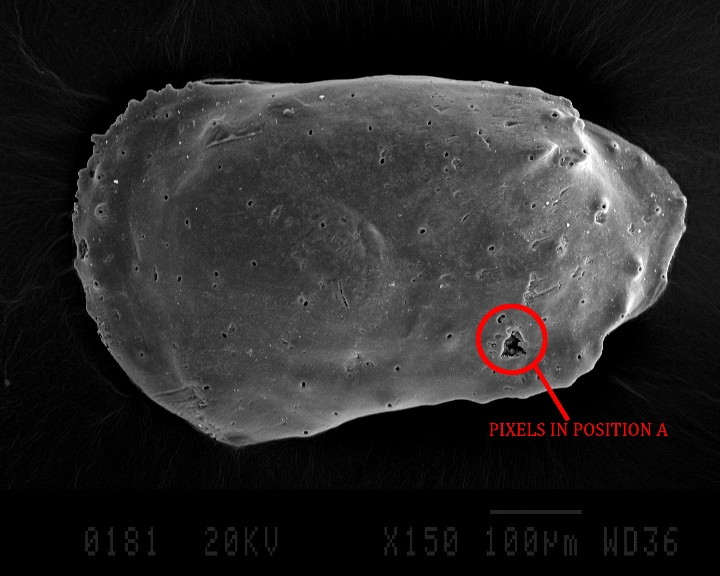 PIXELS IN POSITION A
0181 20KV X150 100µm WD36